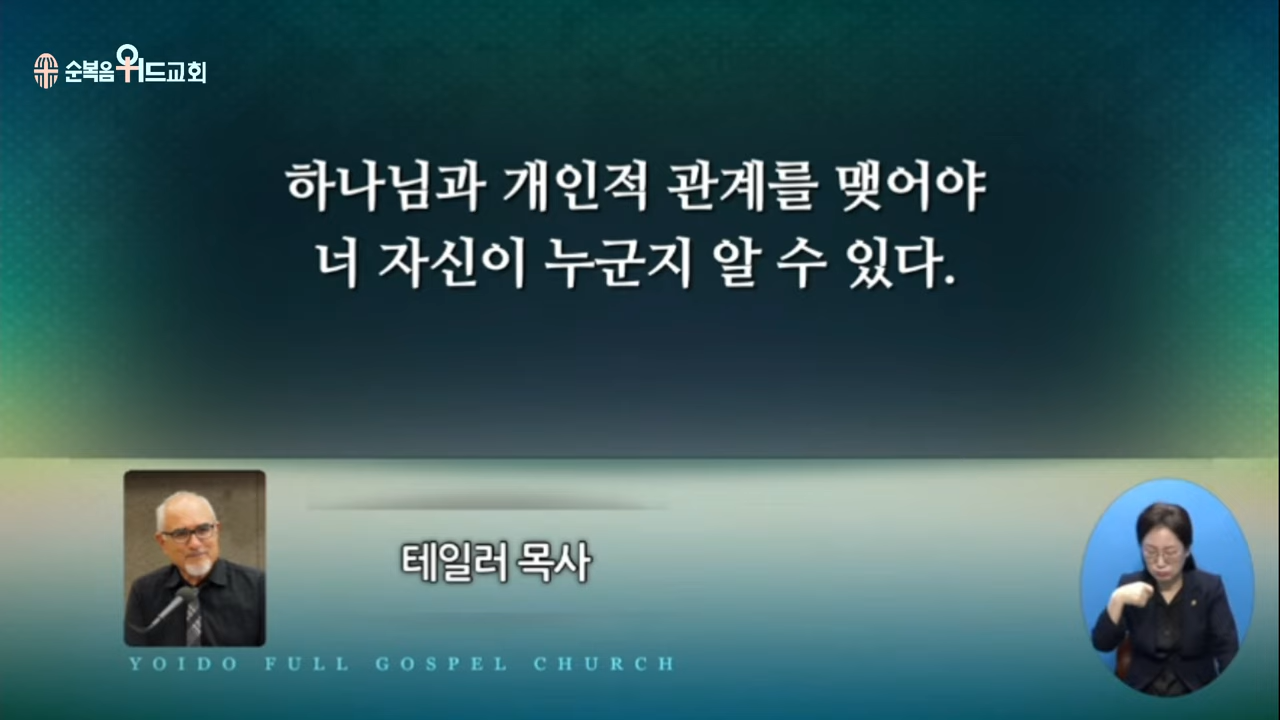 순복음위드교회
하나님과 개인적 관계를 맺어야
너 자신이 누군지 알 수 있다.
테일러 목사
YOIDO FULL GOSPEL CHURCH